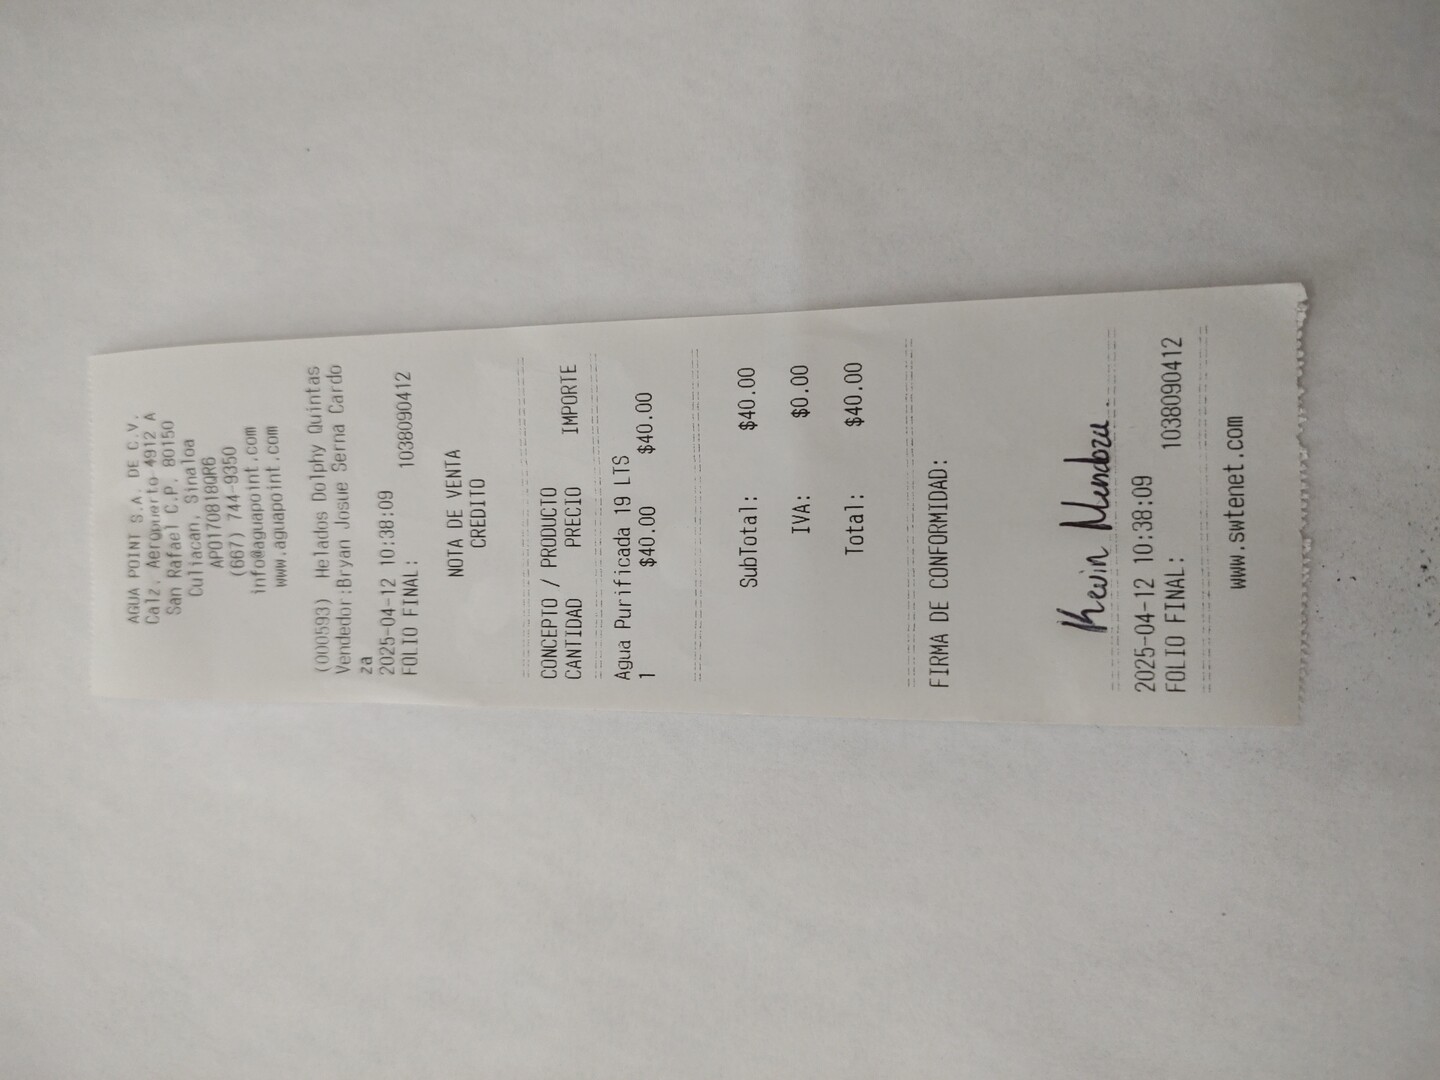 AGUA POINT S.A. DE C.V.
Calz. Aeropuerto 4912 A
San Rafael C.P. 80150
Culiacan, Sinaloa
APO170818QR6
(667) 744-9350
info@aguapoint.com
www.aguapoint.com
(000593) Helados Dolphy Quintas
Vendedor:Bryan Josue Serna Cardo
za
2025-04-12 10:38:09
FOLIO FINAL: 1038090412
NOTA DE VENTA
CREDITO
CONCEPTO / PRODUCTO
CANTIDAD PRECIO IMPORTE
Agua Purificada 19 LTS
1 $40.00 $40.00
SubTotal: $40.00
IVA: $0.00
Total: $40.00
FIRMA DE CONFORMIDAD:
Kevin Mendoza
2025-04-12 10:38:09
FOLIO FINAL: 1038090412
www.swtenet.com